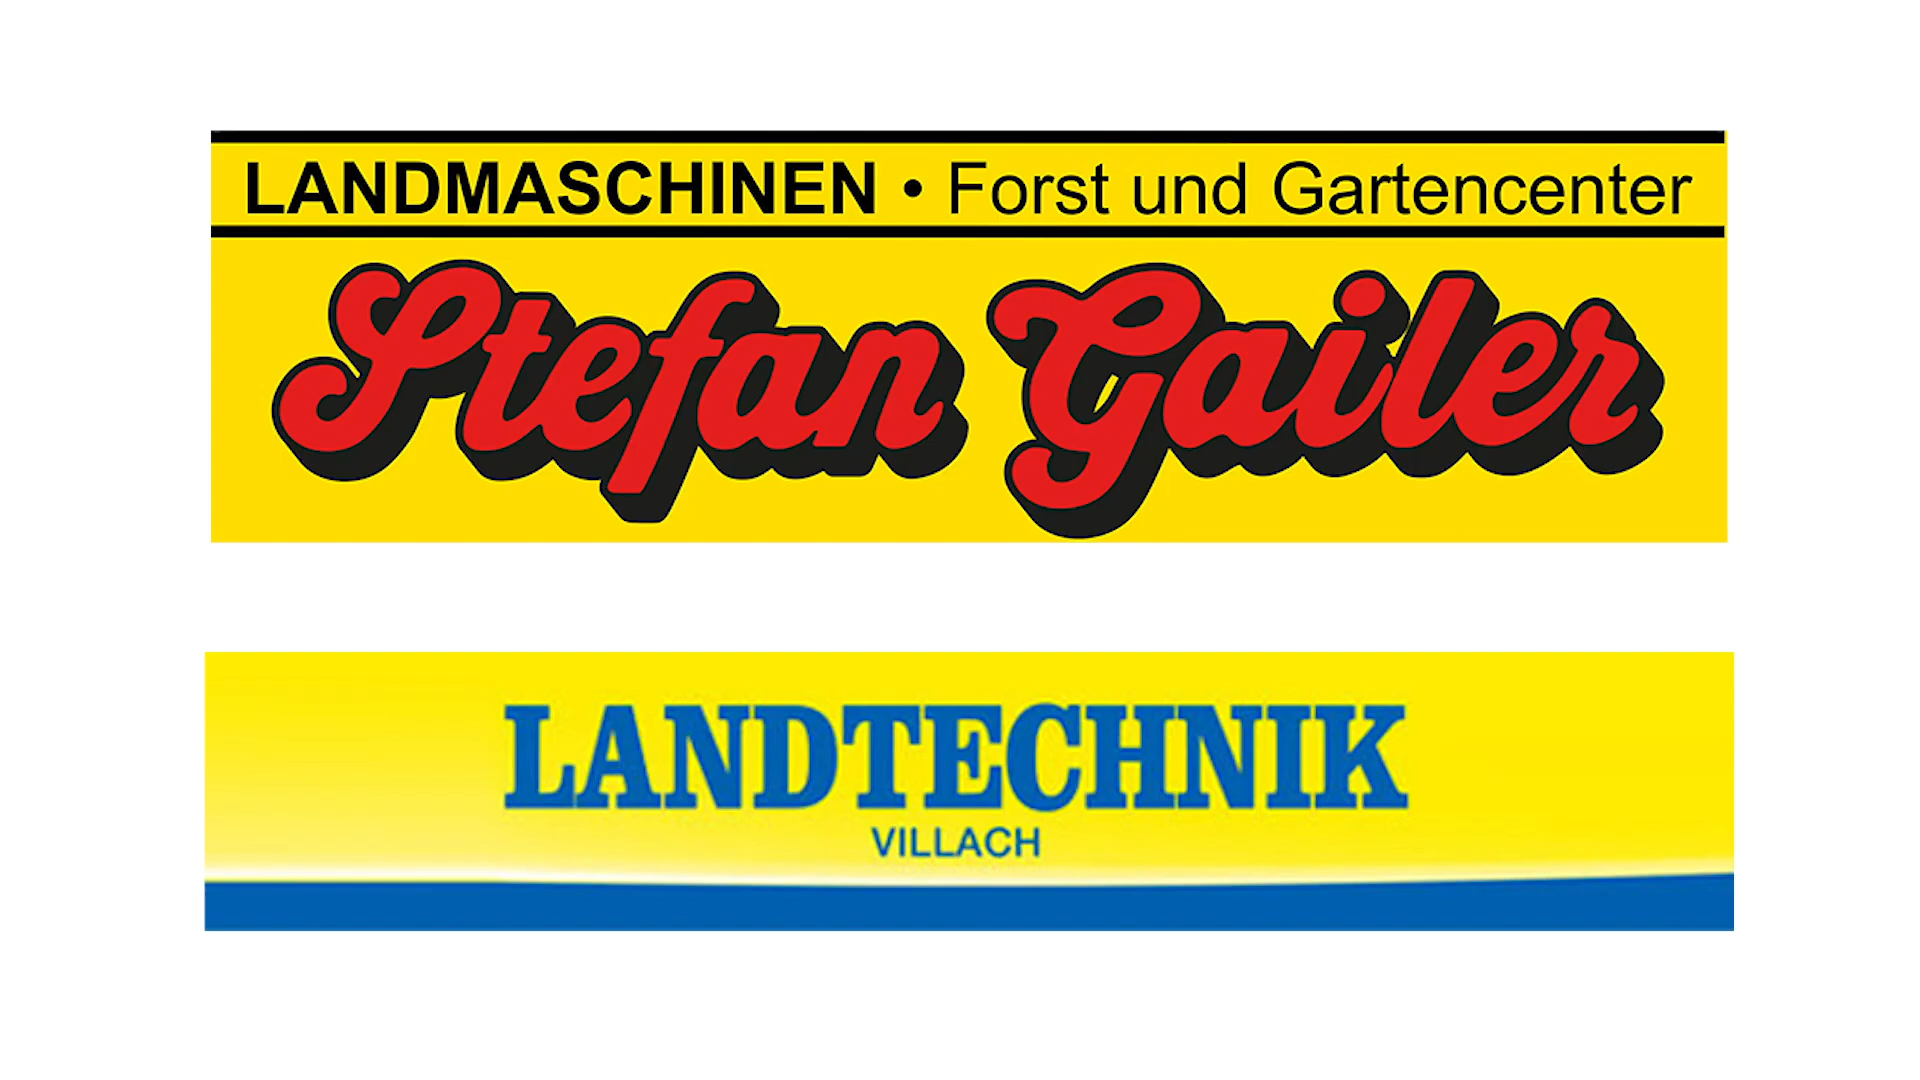 LANDMASCHINEN • Forst und Gartencenter
Stefan Gailer
LANDTECHNIK
VILLACH